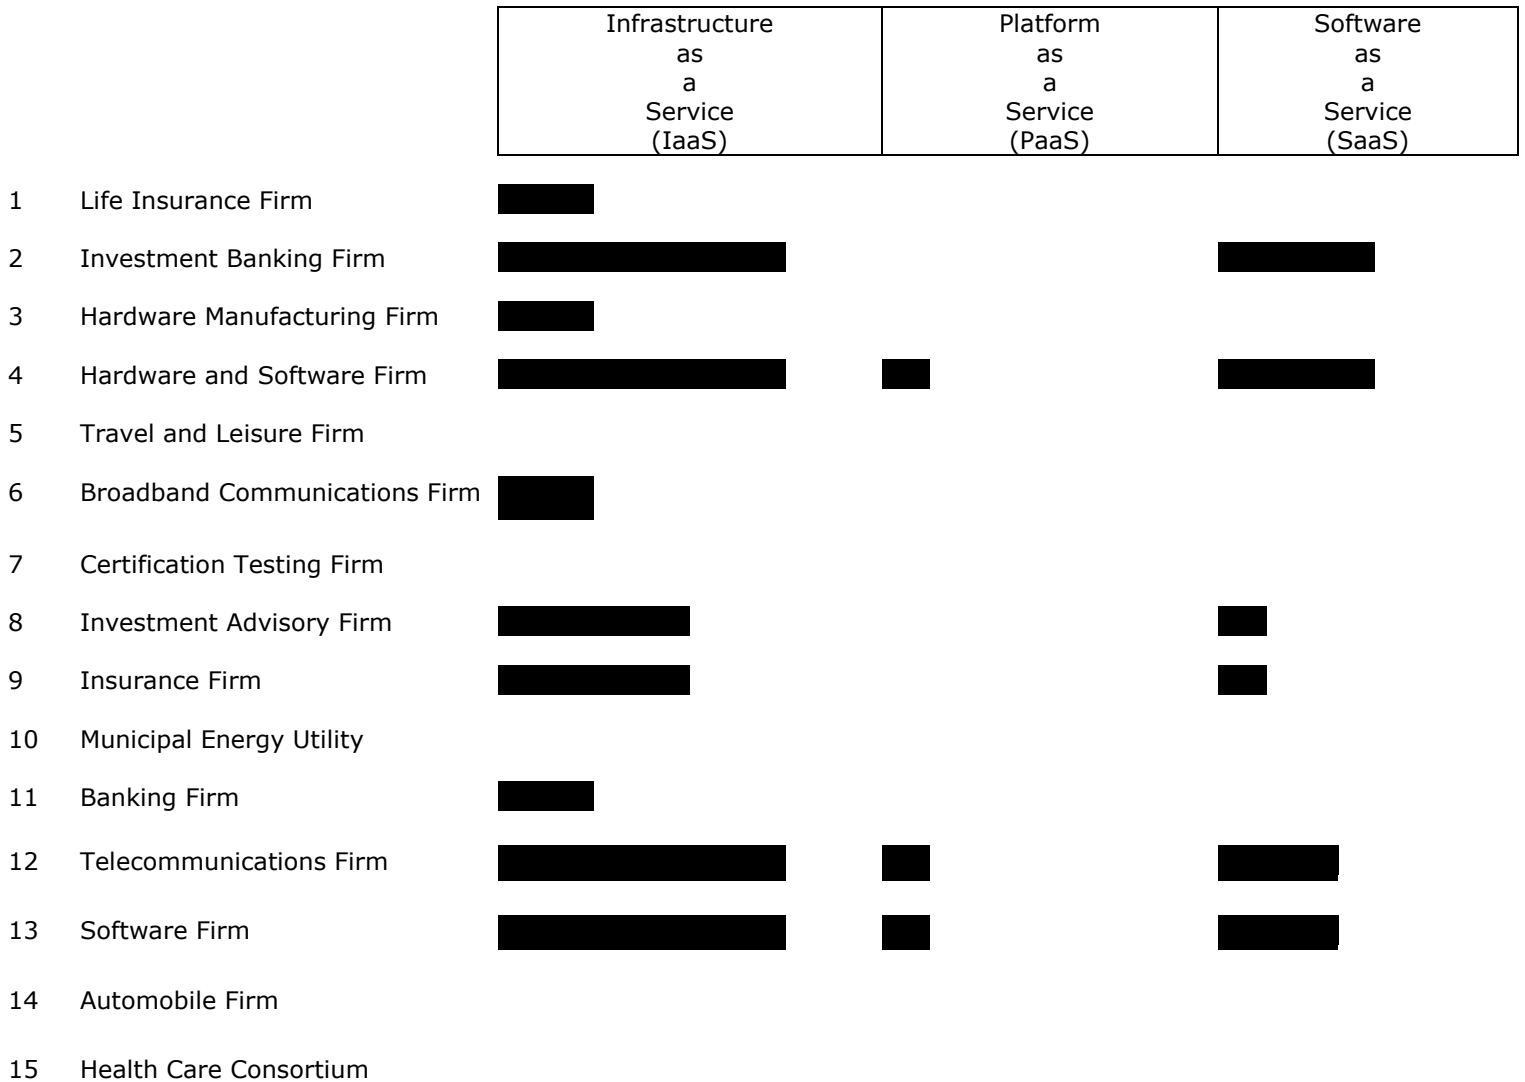 Infrastructure Platform Software
as as as
a a a
Service Service Service
(IaaS) (PaaS) (SaaS)
1 Life Insurance Firm
2 Investment Banking Firm
3 Hardware Manufacturing Firm
4 Hardware and Software Firm
5 Travel and Leisure Firm
6 Broadband Communications Firm
7 Certification Testing Firm
8 Investment Advisory Firm
9 Insurance Firm
10 Municipal Energy Utility
11 Banking Firm
12 Telecommunications Firm
13 Software Firm
14 Automobile Firm
15 Health Care Consortium